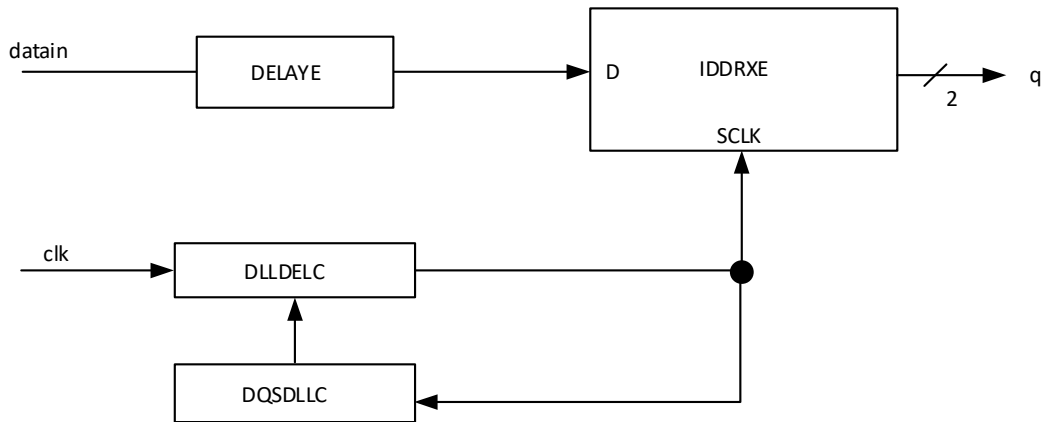 datain
DELAYE
D
IDDRXE
q
2
SCLK
clk
DLLDELC
DQSDLLC